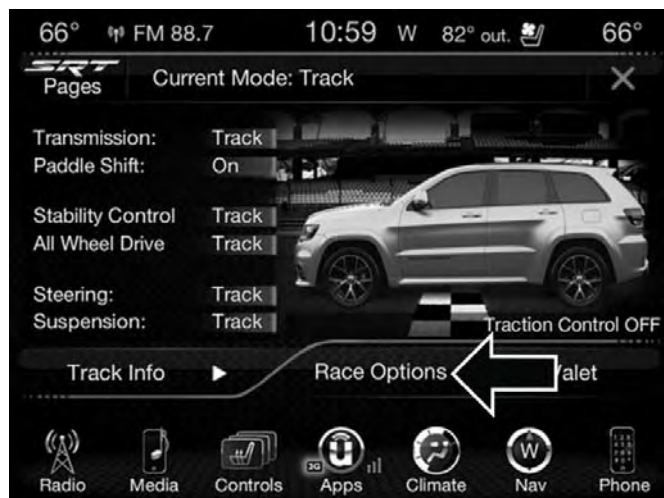 66° FM 88.7 10:59 W 82° out. 66°
SRT
Pages
Current Mode: Track
Transmission: Track
Paddle Shift: On
Stability Control Track
All Wheel Drive Track
Steering: Track
Suspension: Track
Traction Control OFF
Track Info Race Options alet
W
3G
Radio Media Controls Apps Climate Nav Phone